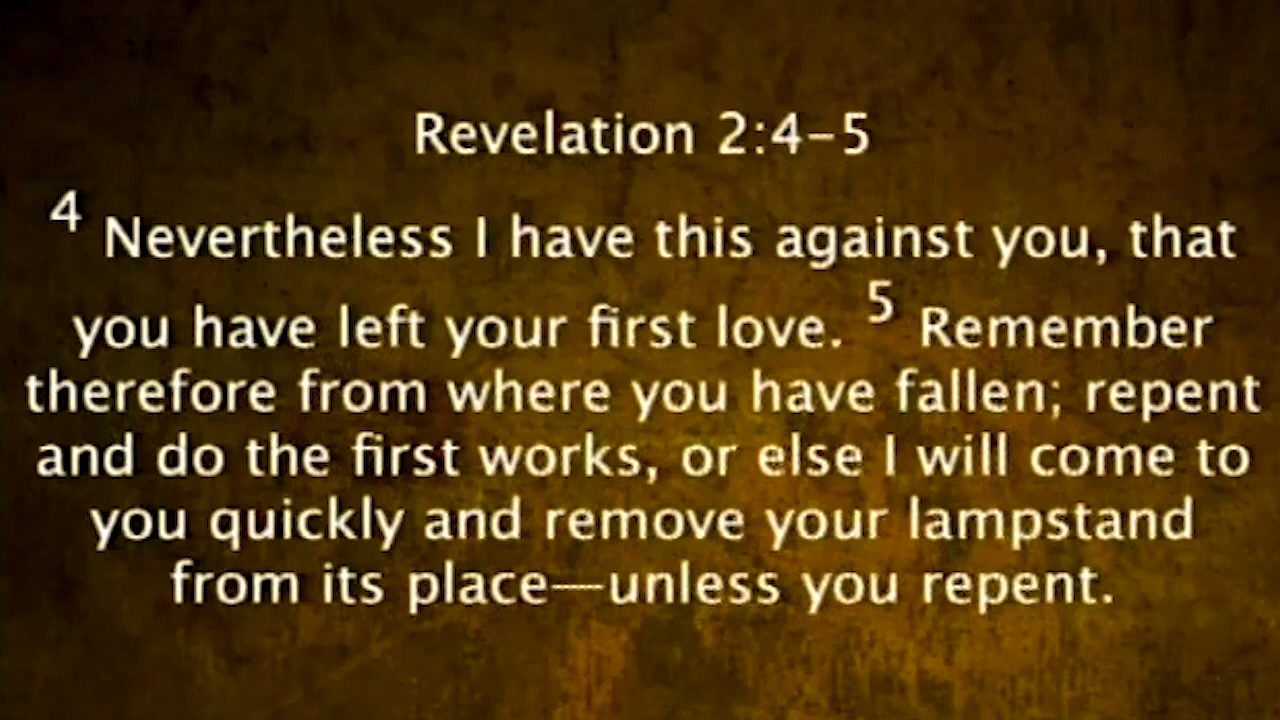 Revelation 2:4–5
4 Nevertheless I have this against you, that
you have left your first love. 5 Remember
therefore from where you have fallen; repent
and do the first works, or else I will come to
you quickly and remove your lampstand
from its place—unless you repent.